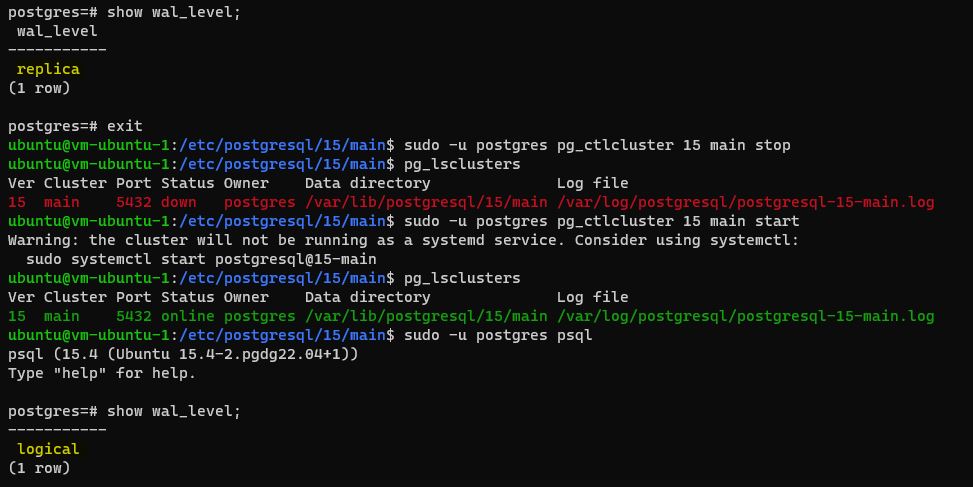 postgres=# show wal_level;
 wal_level
-----------
 replica
(1 row)

postgres=# exit
ubuntu@vm-ubuntu-1:/etc/postgresql/15/main$ sudo -u postgres pg_ctlcluster 15 main stop
ubuntu@vm-ubuntu-1:/etc/postgresql/15/main$ pg_lsclusters
Ver Cluster Port Status Owner    Data directory              Log file
15  main    5432 down   postgres /var/lib/postgresql/15/main /var/log/postgresql/postgresql-15-main.log
ubuntu@vm-ubuntu-1:/etc/postgresql/15/main$ sudo -u postgres pg_ctlcluster 15 main start
Warning: the cluster will not be running as a systemd service. Consider using systemctl:
  sudo systemctl start postgresql@15-main
ubuntu@vm-ubuntu-1:/etc/postgresql/15/main$ pg_lsclusters
Ver Cluster Port Status Owner    Data directory              Log file
15  main    5432 online postgres /var/lib/postgresql/15/main /var/log/postgresql/postgresql-15-main.log
ubuntu@vm-ubuntu-1:/etc/postgresql/15/main$ sudo -u postgres psql
psql (15.4 (Ubuntu 15.4-2.pgdg22.04+1))
Type "help" for help.

postgres=# show wal_level;
-----------
 logical
(1 row)